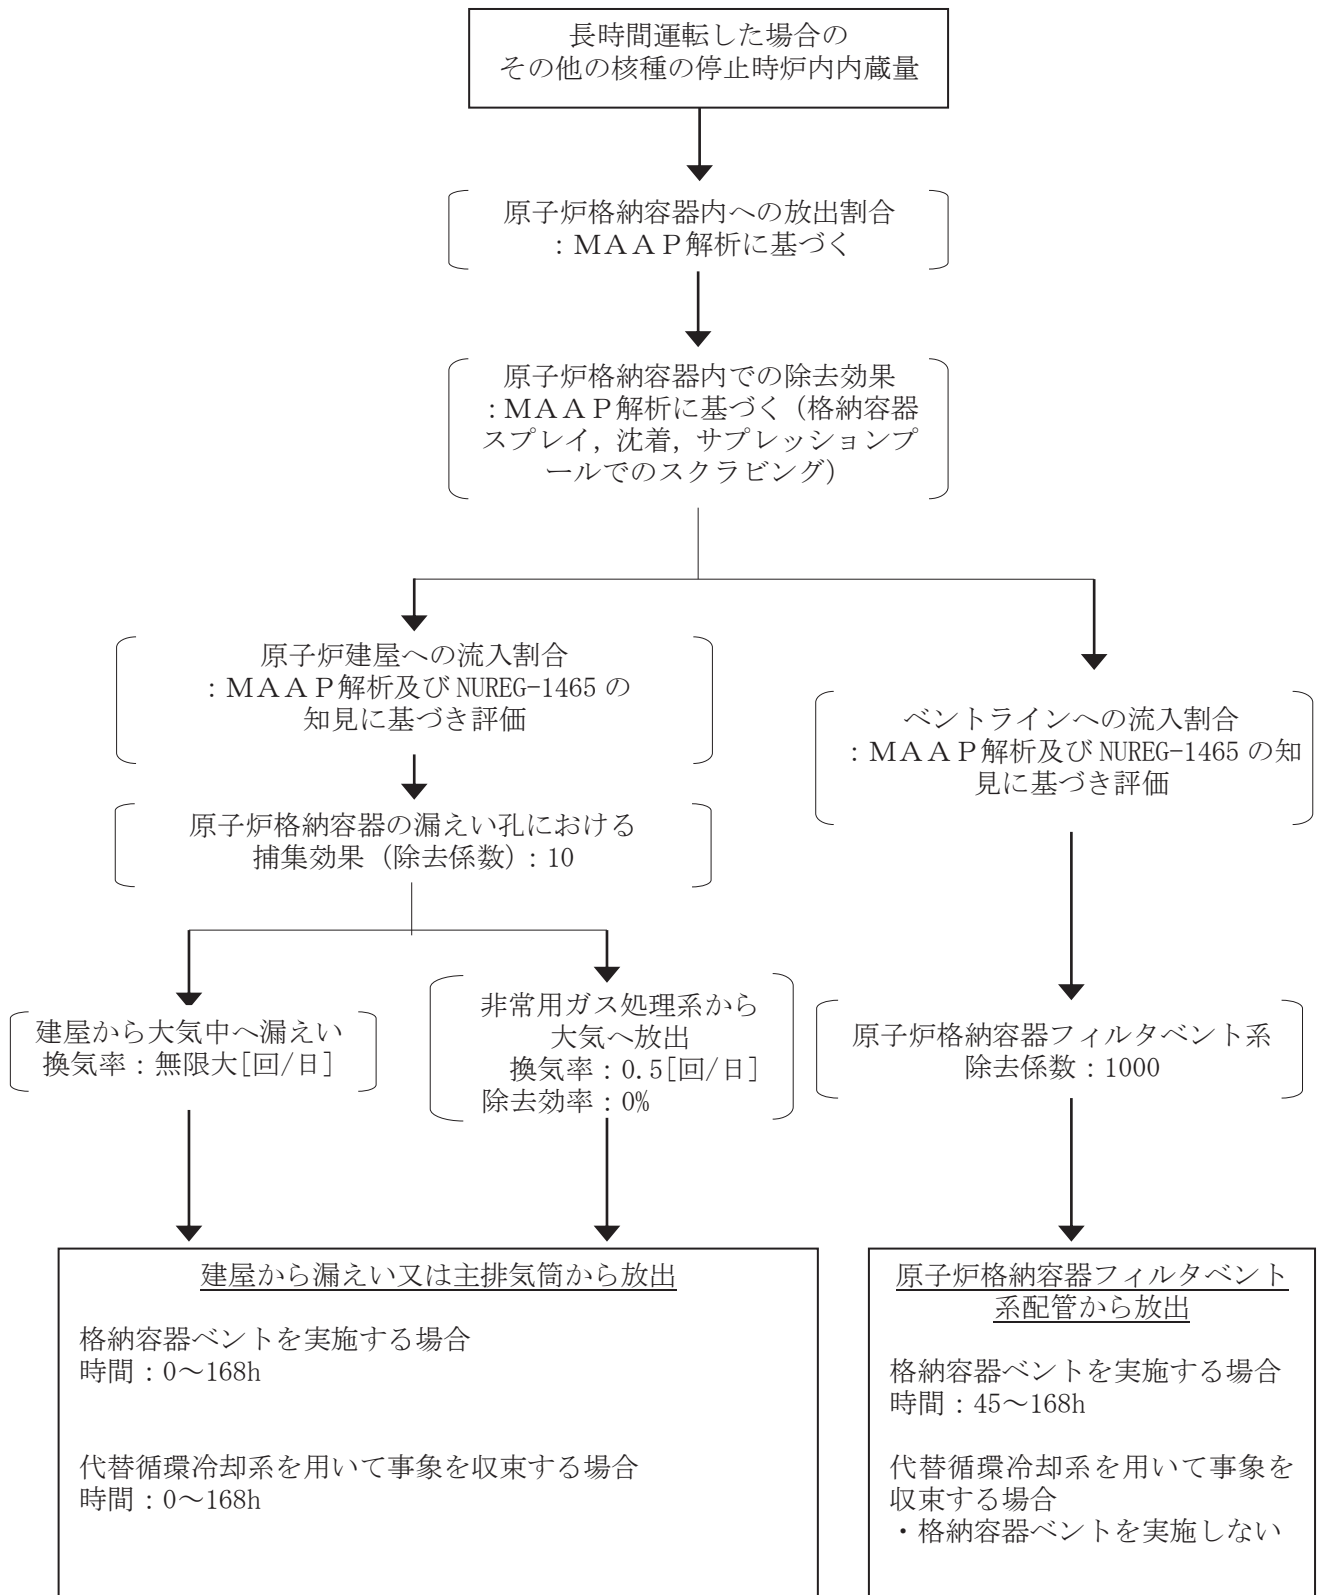 長時間運転した場合の
その他の核種の停止時炉内内蔵量
原子炉格納容器内への放出割合
：ＭＡＡＰ解析に基づく
原子炉格納容器内での除去効果
：ＭＡＡＰ解析に基づく（格納容器
スプレイ, 沈着, サプレッションプ
ールでのスクラビング）
原子炉建屋への流入割合
：ＭＡＡＰ解析及び NUREG-1465 の
知見に基づき評価
原子炉格納容器の漏えい孔における
捕集効果（除去係数）：10
建屋から大気中へ漏えい
換気率：無限大[回/日]
非常用ガス処理系から
大気へ放出
換気率：0.5[回/日]
除去効率：0%
ベントラインへの流入割合
：ＭＡＡＰ解析及び NUREG-1465 の知
見に基づき評価
原子炉格納容器フィルタベント系
除去係数：1000
建屋から漏えい又は主排気筒から放出
格納容器ベントを実施する場合
時間：0～168h
代替循環冷却系を用いて事象を収束する場合
時間：0～168h
原子炉格納容器フィルタベント
系配管から放出
格納容器ベントを実施する場合
時間：45～168h
代替循環冷却系を用いて事象を
収束する場合
・格納容器ベントを実施しない